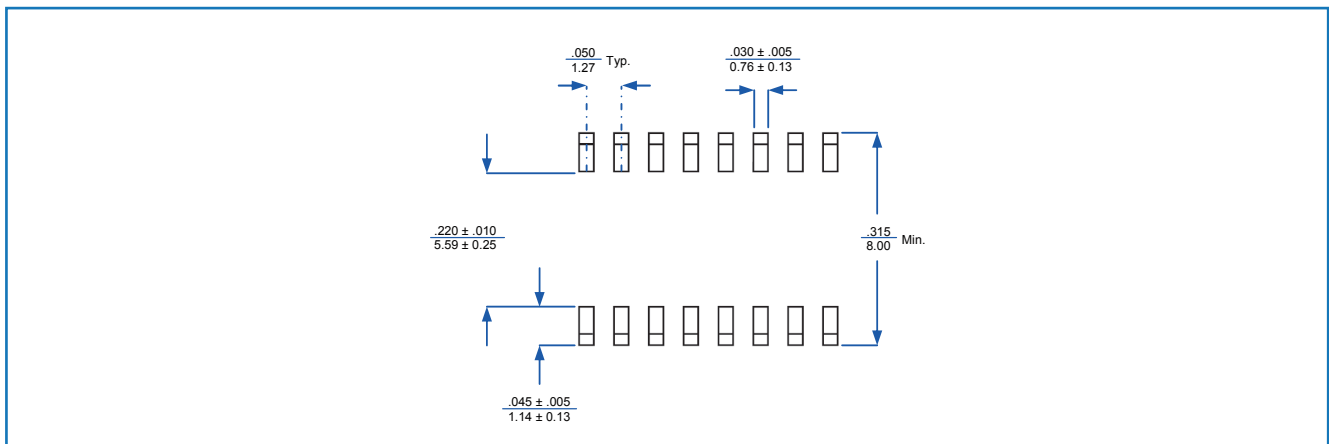 .050
1.27 Typ.
.030 ± .005
0.76 ± 0.13
.220 ± .010
5.59 ± 0.25
.315
8.00 Min.
.045 ± .005
1.14 ± 0.13